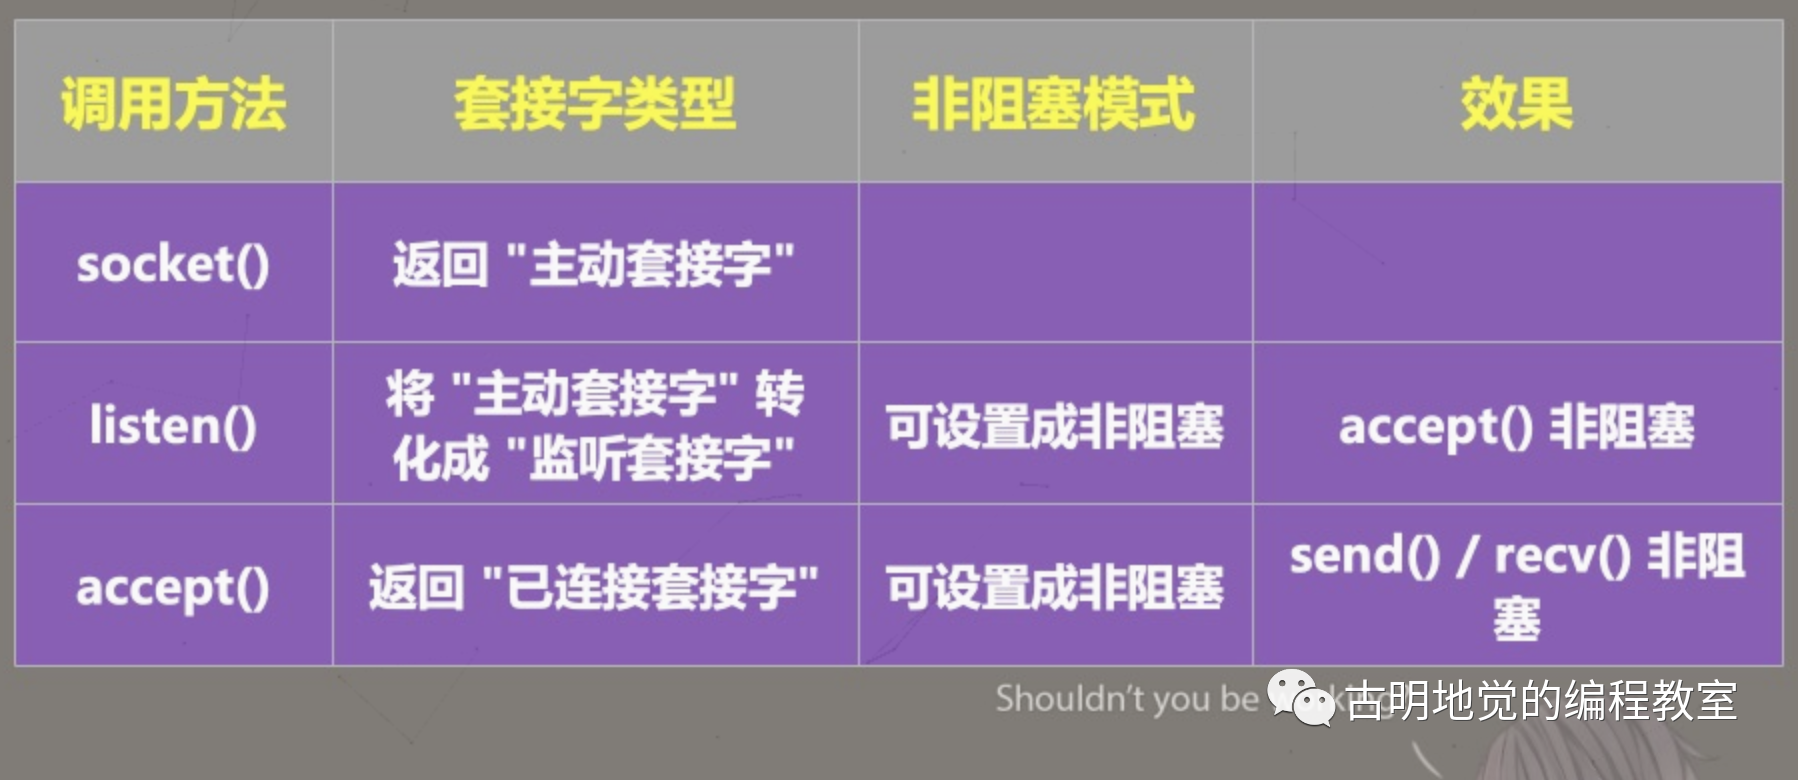 调用方法 套接字类型 非阻塞模式 效果
socket() 返回 "主动套接字"
将 "主动套接字" 转
listen() 可设置成非阻塞 accept() 非阻塞
化成 "监听套接字"
send() / recv() 非阻
accept() 返回 "已连接套接字" 可设置成非阻塞
塞
Shouldn't you be
古明地觉的编程教室